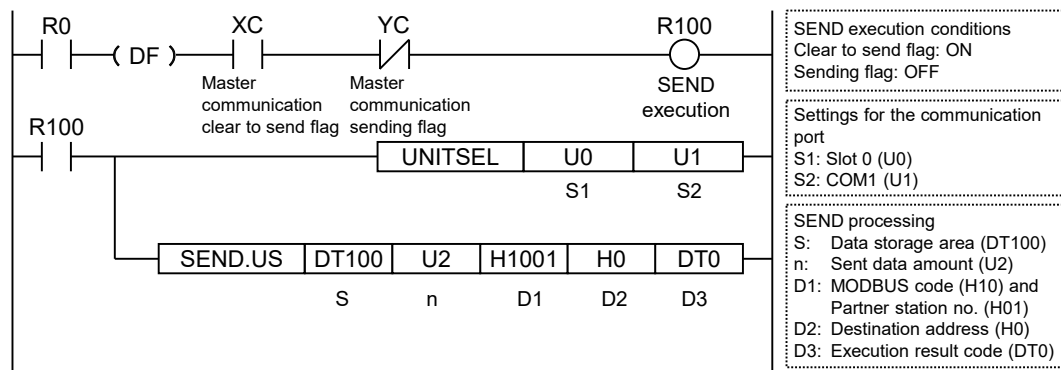 R0
DF
XC
YC
R100
Master
communication
clear to send flag
Master
communication
sending flag
SEND
execution
SEND execution conditions
Clear to send flag: ON
Sending flag: OFF
R100
UNITSEL U0 U1
S1 S2
Settings for the communication
port
S1: Slot 0 (U0)
S2: COM1 (U1)
SEND.US DT100 U2 H1001 H0 DT0
S n D1 D2 D3
SEND processing
S: Data storage area (DT100)
n: Sent data amount (U2)
D1: MODBUS code (H10) and
Partner station no. (H01)
D2: Destination address (H0)
D3: Execution result code (DT0)